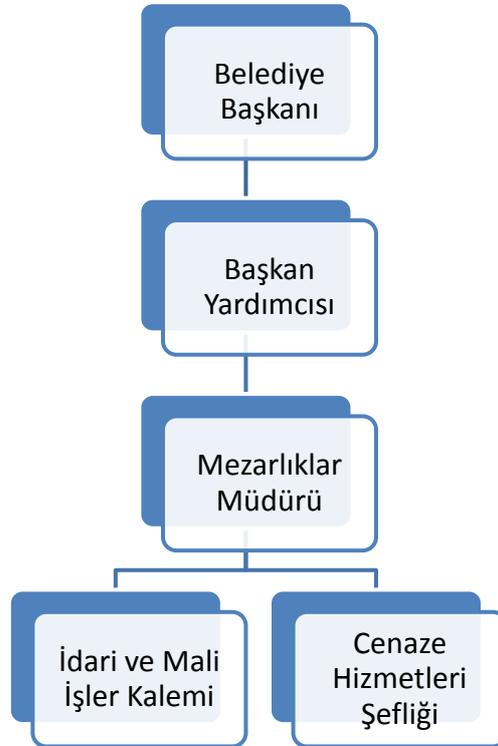 Belediye
Başkanı
Başkan
Yardımcısı
Mezarlıklar
Müdürü
İdari ve Mali
İşler Kalemi
Cenaze
Hizmetleri
Şefliği